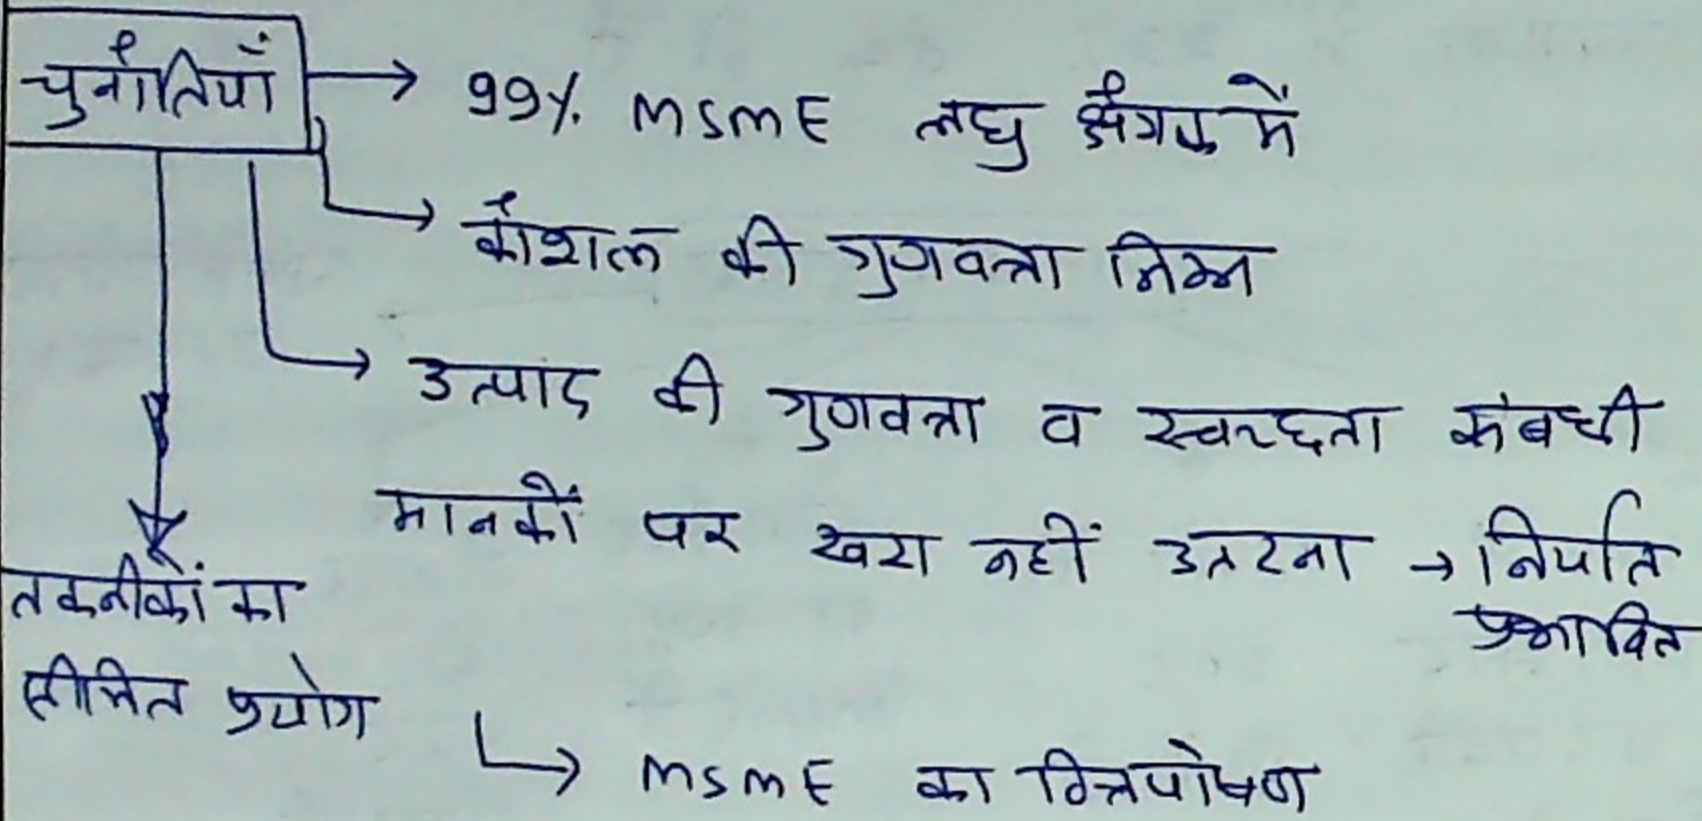 चुनौतियाँ → 99% MSME लघु में
→ कौशल की गुणवत्ता निम्न
→ उत्पाद की गुणवत्ता व स्वच्छता संबंधी
मानकों पर खरा नहीं उतरना → निर्यात
प्रभावित
तकनीकों का
सीमित प्रयोग
→ MSME का वित्तपोषण